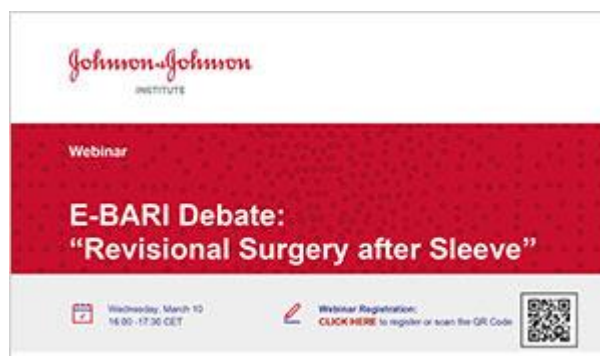 Johnson & Johnson
INSTITUTE
Webinar
E-BARI Debate:
“Revisional Surgery after Sleeve”
Wednesday, March 10
16:00 -17:30 CET
Webinar Registration:
CLICK HERE to register or scan the QR Code